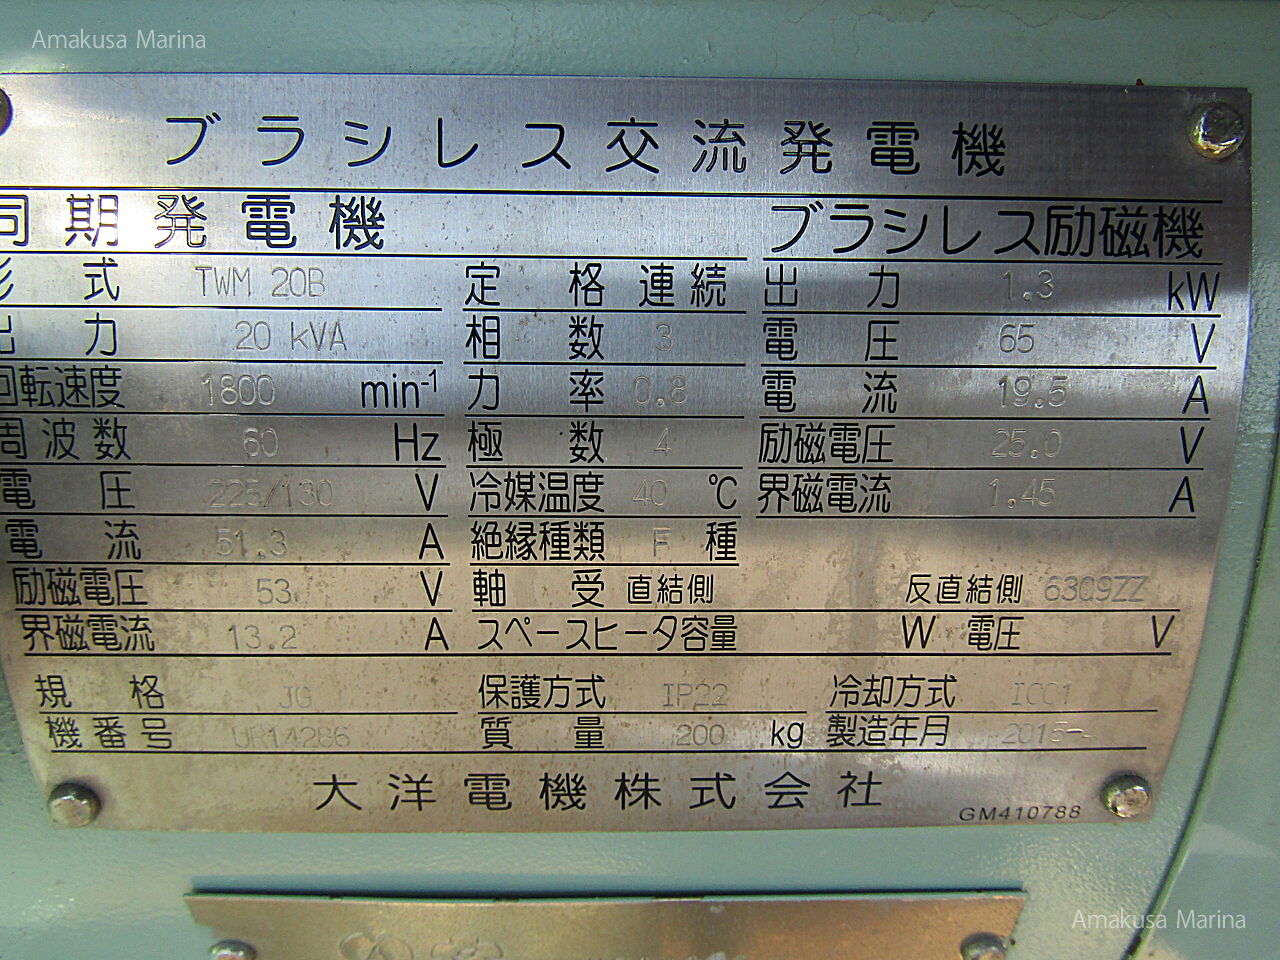 Amakusa Marina
ブラシレス交流発電機
同期発電機 ブラシレス励磁機
形式 TWM 20B 定格 連続 出力 1.3 kW
出力 20 kVA 相数 3 電圧 65 V
回転速度 1800 min-1 力率 0.8 電流 19.5 A
周波数 60 Hz 極数 4 励磁電圧 25.0 V
電圧 225/130 V 冷媒温度 40 ℃ 界磁電流 1.45 A
電流 51.3 A 絶縁種類 F 種
励磁電圧 53 V 軸受 直結側 反直結側 6309ZZ
界磁電流 13.2 A スペースヒータ容量 W 電圧 V
規格 JG 保護方式 IP22 冷却方式
機番号 UR14286 質量 200 kg 製造年月
大洋電機株式会社
GM410788
Amakusa Marina